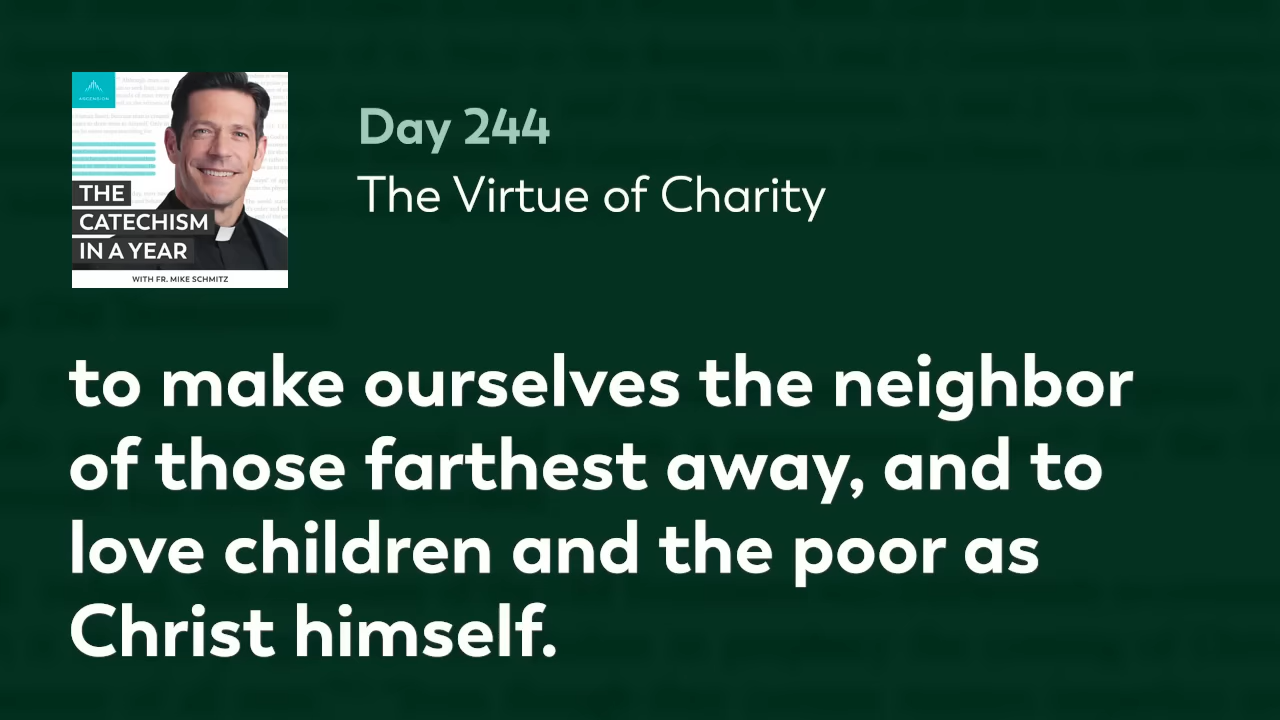 ASCENSION
THE
CATECHISM
IN A YEAR
WITH FR. MIKE SCHMITZ
Day 244
The Virtue of Charity
to make ourselves the neighbor
of those farthest away, and to
love children and the poor as
Christ himself.